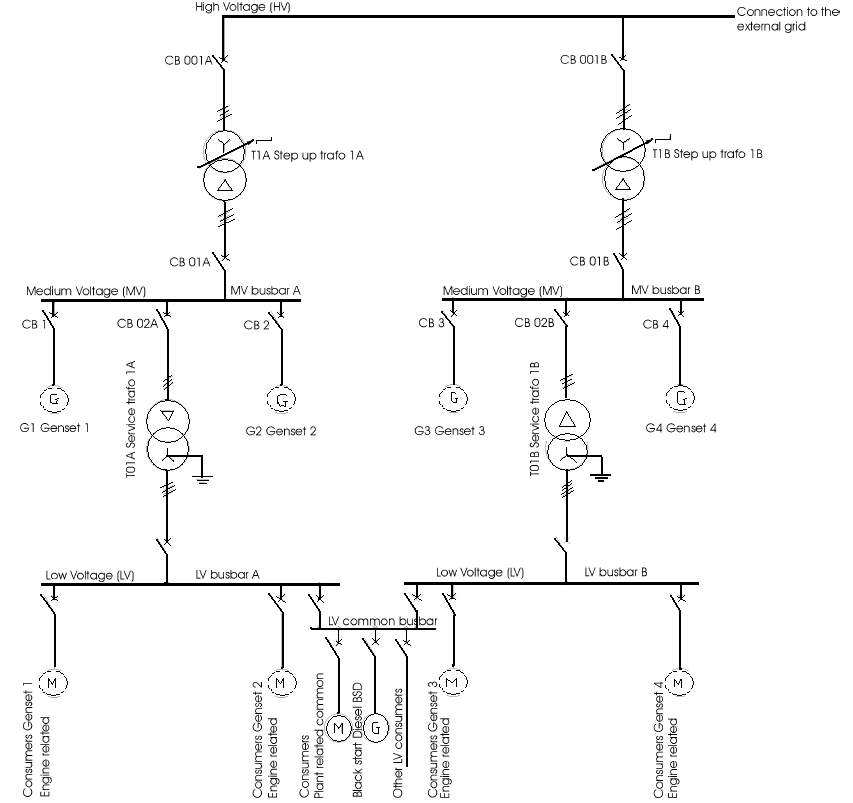 High Voltage (HV)
Connection to the
external grid
CB 001A
CB 001B
T1A Step up trafo 1A
T1B Step up trafo 1B
CB 01A
CB 01B
Medium Voltage (MV)
MV busbar A
Medium Voltage (MV)
MV busbar B
CB 1
CB 02A
CB 2
CB 3
CB 02B
CB 4
G
G
G
G
G1 Genset 1
G2 Genset 2
G3 Genset 3
G4 Genset 4
T01A Service trafo 1A
T01B Service trafo 1B
Low Voltage (LV)
LV busbar A
Low Voltage (LV)
LV busbar B
LV common busbar
M
M
M
M
M
G
Consumers Genset 1
Engine related
Consumers Genset 2
Engine related
Consumers
Plant related common
Black start Diesel BSD
Other LV consumers
Consumers Genset 3
Engine related
Consumers Genset 4
Engine related